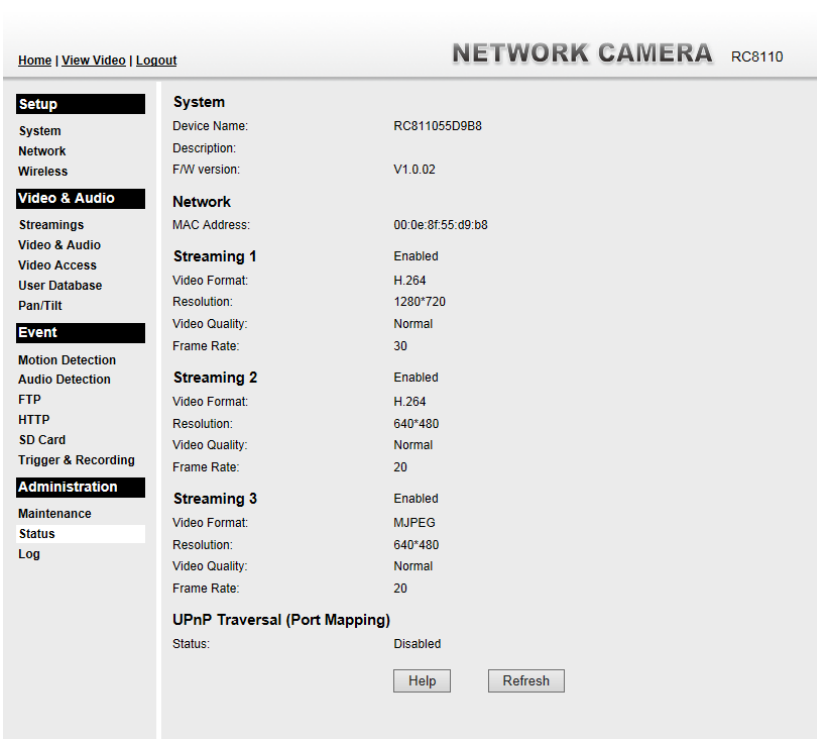 Home | View Video | Logout
NETWORK CAMERA RC8110
Setup
System
Network
Wireless
Video & Audio
Streamings
Video & Audio
Video Access
User Database
Pan/Tilt
Event
Motion Detection
Audio Detection
FTP
HTTP
SD Card
Trigger & Recording
Administration
Maintenance
Status
Log
System
Device Name: RC811055D9B8
Description:
F/W version: V1.0.02
Network
MAC Address: 00:0e:8f:55:d9:b8
Streaming 1 Enabled
Video Format: H.264
Resolution: 1280*720
Video Quality: Normal
Frame Rate: 30
Streaming 2 Enabled
Video Format: H.264
Resolution: 640*480
Video Quality: Normal
Frame Rate: 20
Streaming 3 Enabled
Video Format: MJPEG
Resolution: 640*480
Video Quality: Normal
Frame Rate: 20
UPnP Traversal (Port Mapping)
Status: Disabled
Help Refresh